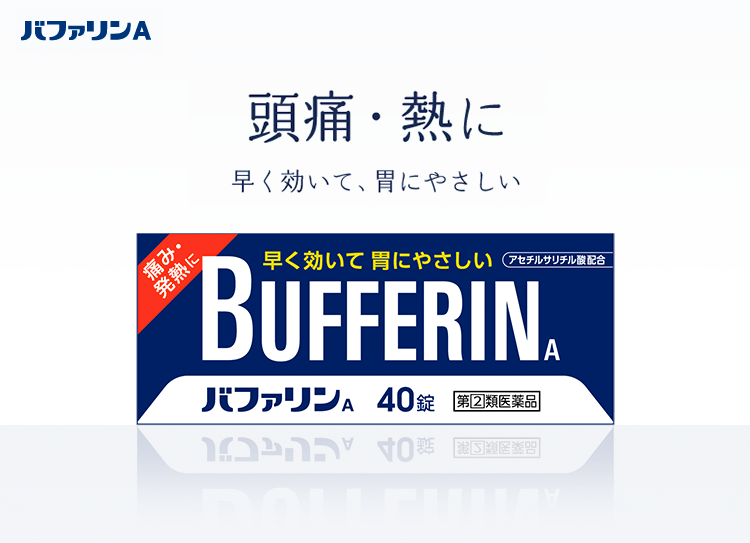 バファリンA
頭痛・熱に
早く効いて、胃にやさしい
痛み・
発熱に
早く効いて 胃にやさしい
アセチルサリチル酸配合
BUFFERIN A
バファリンA 40錠 第②類医薬品